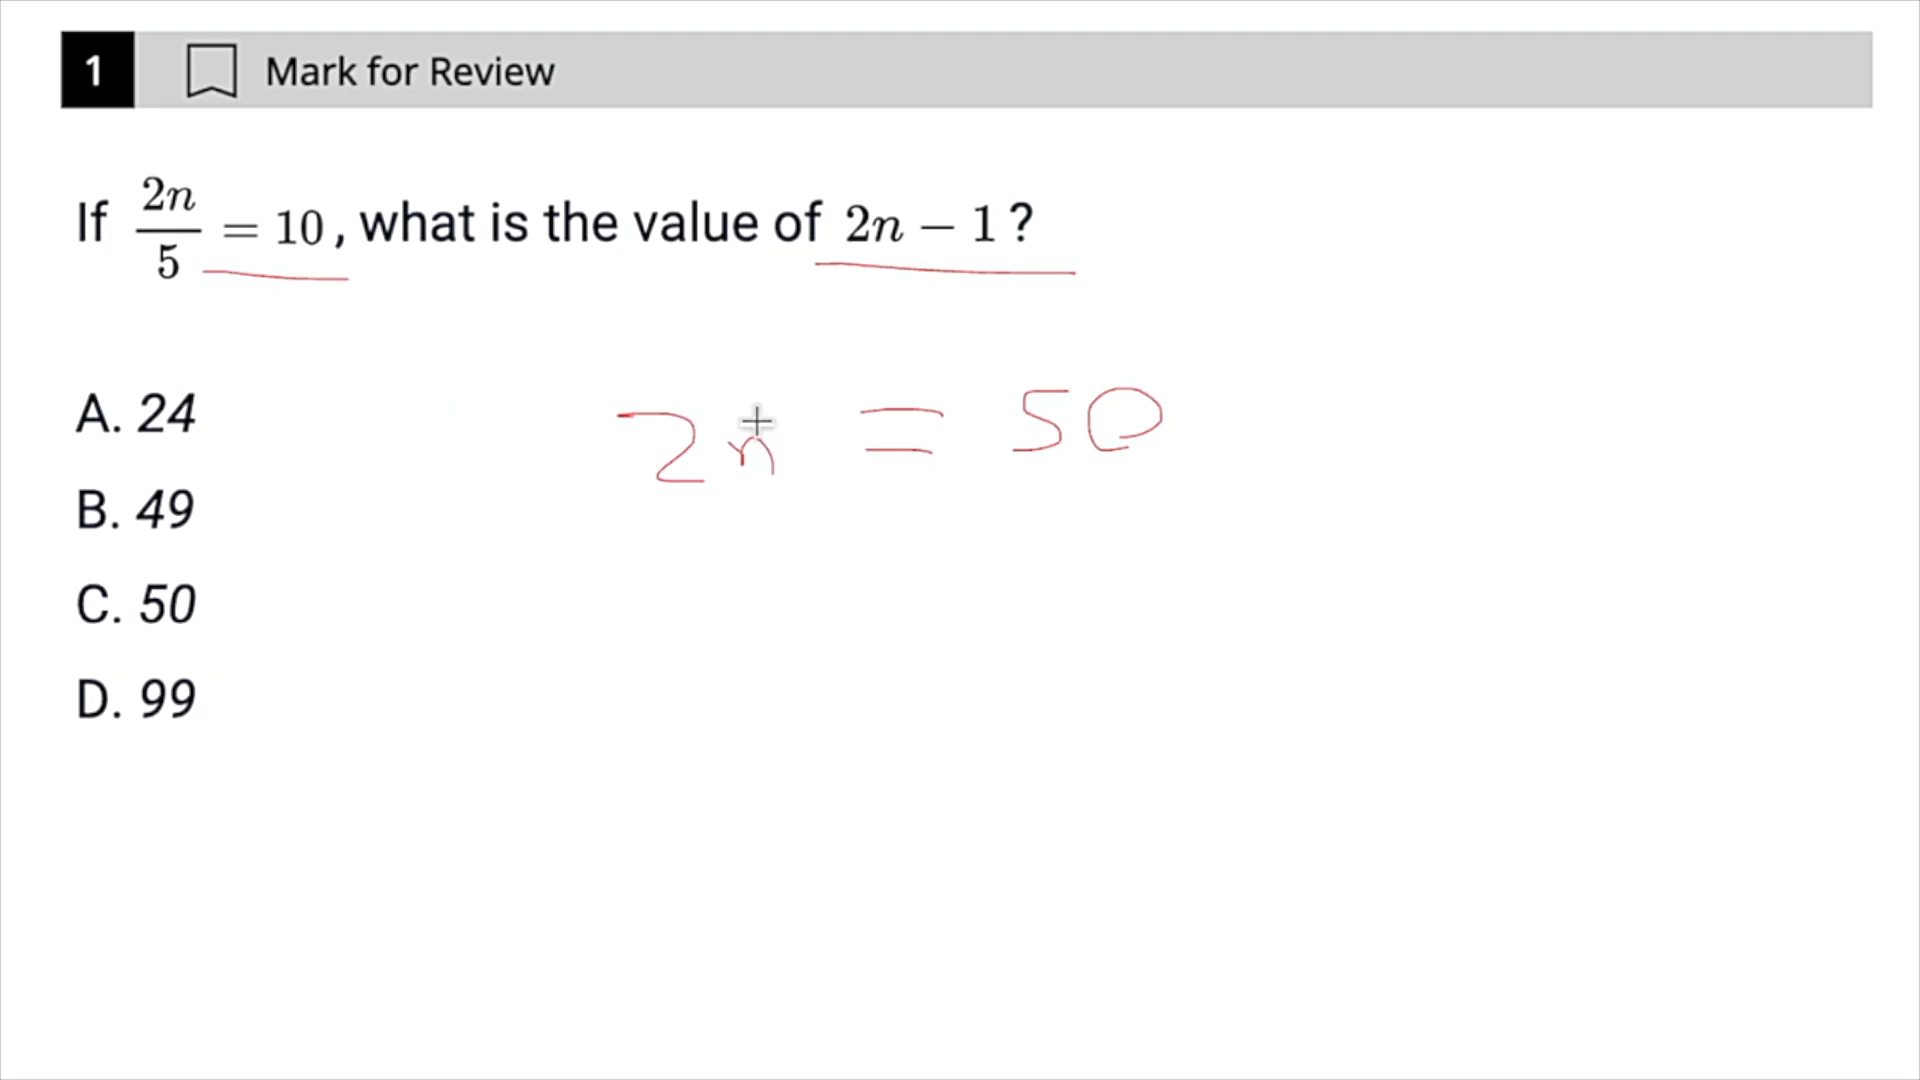 1 Mark for Review
If 2n/5 = 10, what is the value of 2n − 1?
A. 24
2n = 50
B. 49
C. 50
D. 99